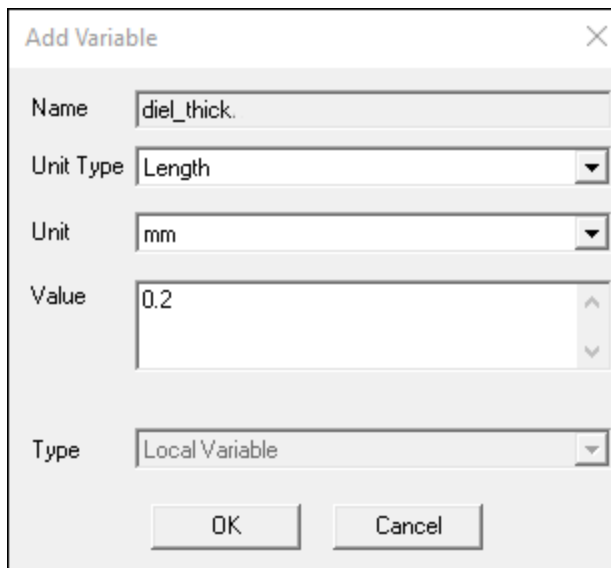 Add Variable
Name diel_thick.
Unit Type Length
Unit mm
Value 0.2
Type Local Variable
OK Cancel